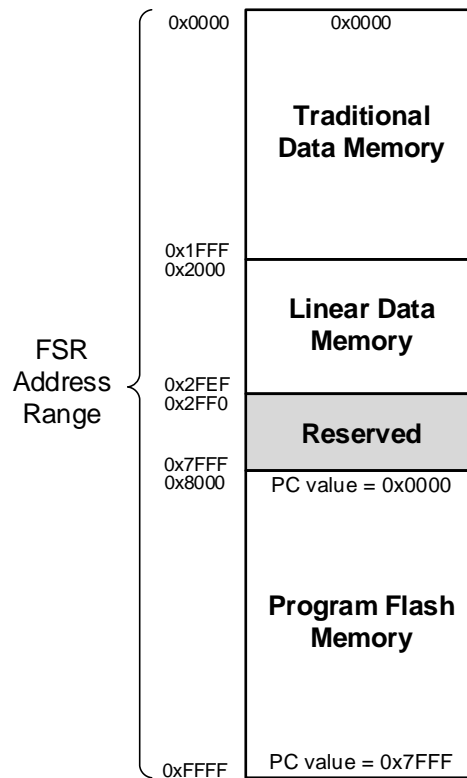 0x0000
0x0000
Traditional
Data Memory
0x1FFF
0x2000
Linear Data
Memory
FSR
Address
Range
0x2FEF
0x2FF0
Reserved
0x7FFF
0x8000
PC value = 0x0000
Program Flash
Memory
PC value = 0x7FFF
0xFFFF